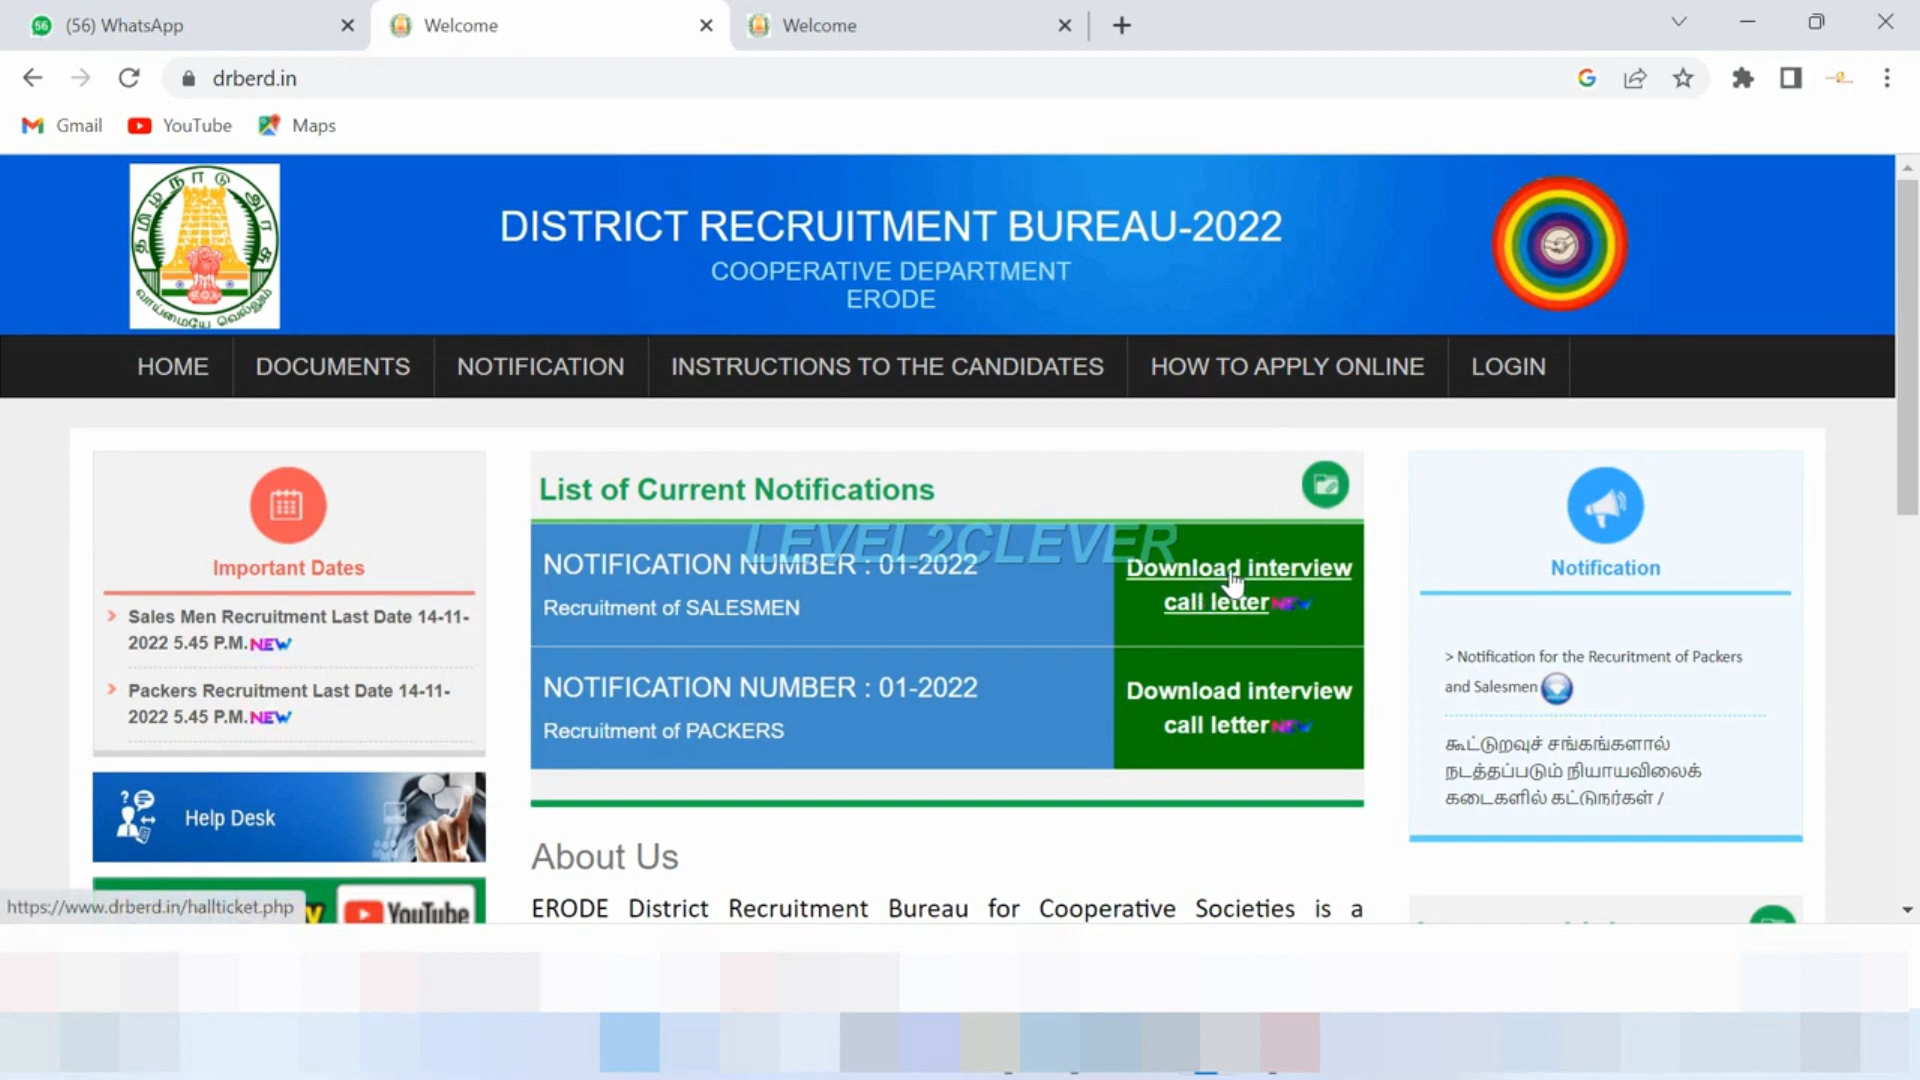 (56) WhatsApp
Welcome
Welcome
drberd.in
Gmail
YouTube
Maps
DISTRICT RECRUITMENT BUREAU-2022
COOPERATIVE DEPARTMENT
ERODE
HOME
DOCUMENTS
NOTIFICATION
INSTRUCTIONS TO THE CANDIDATES
HOW TO APPLY ONLINE
LOGIN
Important Dates
Sales Men Recruitment Last Date 14-11-
2022 5.45 P.M. NEW
Packers Recruitment Last Date 14-11-
2022 5.45 P.M. NEW
Help Desk
YouTube
List of Current Notifications
LEVEL2CLEVER
NOTIFICATION NUMBER : 01-2022
Recruitment of SALESMEN
Download interview
call letter NEW
NOTIFICATION NUMBER : 01-2022
Recruitment of PACKERS
Download interview
call letter NEW
About Us
ERODE District Recruitment Bureau for Cooperative Societies is a
Notification
> Notification for the Recuritment of Packers
and Salesmen
கூட்டுறவுச் சங்கங்களால்
நடத்தப்படும் நியாயவிலைக்
கடைகளில் கட்டுநர்கள் /
https://www.drberd.in/hallticket.php